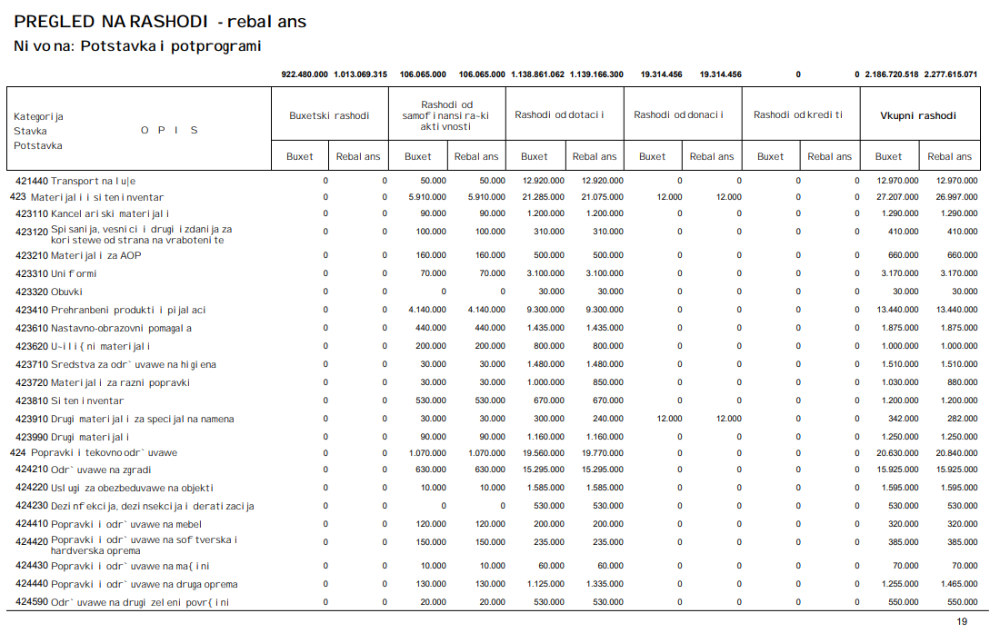 PREGLED NA RASHODI - rebalans
Nivo na: Potstavka i potprogrami
922.480.000 1.013.069.315 106.065.000 106.065.000 1.138.861.062 1.139.166.300 19.314.456 19.314.456 0 0 2.186.720.518 2.277.615.071
Kategorija
Stavka
Potstavka
O P I S
Buxetski rashodi
Rashodi od
samofinansira~ki
aktivnosti
Rashodi od dotacii
Rashodi od donacii
Rashodi od krediti
Vkupni rashodi
Buxet Rebalans Buxet Rebalans Buxet Rebalans Buxet Rebalans Buxet Rebalans Buxet Rebalans
421440 Transport na lu|e 0 0 50.000 50.000 12.920.000 12.920.000 0 0 0 0 12.970.000 12.970.000
423 Materijali i siten inventar 0 0 5.910.000 5.910.000 21.285.000 21.075.000 12.000 12.000 0 0 27.207.000 26.997.000
423110 Kancelariski materijali 0 0 90.000 90.000 1.200.000 1.200.000 0 0 0 0 1.290.000 1.290.000
423120 Spisanija, vesnici i drugi izdanija za
koristewe od strana na vrabotenite 0 0 100.000 100.000 310.000 310.000 0 0 0 0 410.000 410.000
423210 Materijali za AOP 0 0 160.000 160.000 500.000 500.000 0 0 0 0 660.000 660.000
423310 Uniformi 0 0 70.000 70.000 3.100.000 3.100.000 0 0 0 0 3.170.000 3.170.000
423320 Obuvki 0 0 0 0 30.000 30.000 0 0 0 0 30.000 30.000
423410 Prehranbeni produkti i pijalaci 0 0 4.140.000 4.140.000 9.300.000 9.300.000 0 0 0 0 13.440.000 13.440.000
423610 Nastavno-obrazovni pomagala 0 0 440.000 440.000 1.435.000 1.435.000 0 0 0 0 1.875.000 1.875.000
423620 U~ili{ni materijali 0 0 200.000 200.000 800.000 800.000 0 0 0 0 1.000.000 1.000.000
423710 Sredstva za odr`uvawe na higiena 0 0 30.000 30.000 1.480.000 1.480.000 0 0 0 0 1.510.000 1.510.000
423720 Materijali za razni popravki 0 0 30.000 30.000 1.000.000 850.000 0 0 0 0 1.030.000 880.000
423810 Siten inventar 0 0 530.000 530.000 670.000 670.000 0 0 0 0 1.200.000 1.200.000
423910 Drugi materijali za specijalna namena 0 0 30.000 30.000 300.000 240.000 12.000 12.000 0 0 342.000 282.000
423990 Drugi materijali 0 0 90.000 90.000 1.160.000 1.160.000 0 0 0 0 1.250.000 1.250.000
424 Popravki i tekovno odr`uvawe 0 0 1.070.000 1.070.000 19.560.000 19.770.000 0 0 0 0 20.630.000 20.840.000
424210 Odr`uvawe na zgradi 0 0 630.000 630.000 15.295.000 15.295.000 0 0 0 0 15.925.000 15.925.000
424220 Uslugi za obezbeduvawe na objekti 0 0 10.000 10.000 1.585.000 1.585.000 0 0 0 0 1.595.000 1.595.000
424230 Dezinfekcija, dezinsekcija i deratizacija 0 0 0 0 530.000 530.000 0 0 0 0 530.000 530.000
424410 Popravki i odr`uvawe na mebel 0 0 120.000 120.000 200.000 200.000 0 0 0 0 320.000 320.000
424420 Popravki i odr`uvawe na softverska i
hardverska oprema 0 0 150.000 150.000 235.000 235.000 0 0 0 0 385.000 385.000
424430 Popravki i odr`uvawe na ma{ini 0 0 10.000 10.000 60.000 60.000 0 0 0 0 70.000 70.000
424440 Popravki i odr`uvawe na druga oprema 0 0 130.000 130.000 1.125.000 1.335.000 0 0 0 0 1.255.000 1.465.000
424590 Odr`uvawe na drugi zeleni povr{ini 0 0 20.000 20.000 530.000 530.000 0 0 0 0 550.000 550.000
19